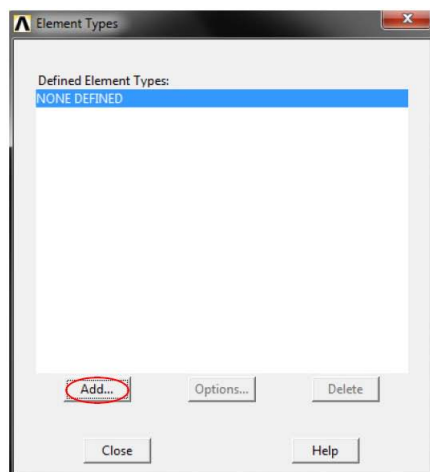 Element Types
Defined Element Types:
NONE DEFINED
Add... Options... Delete
Close Help